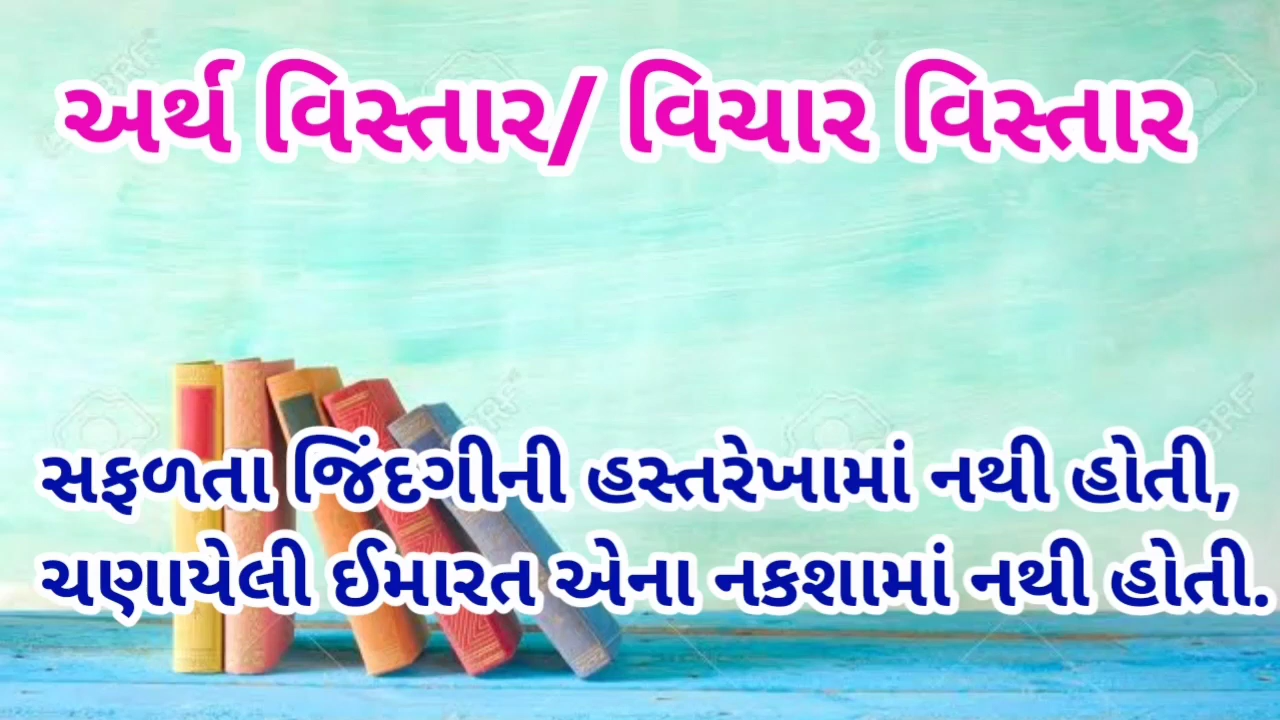 અર્થ વિસ્તાર/ વિચાર વિસ્તાર
સફળતા જિંદગીની હસ્તરેખામાં નથી હોતી,
ચણાયેલી ઈમારત એના નકશામાં નથી હોતી.